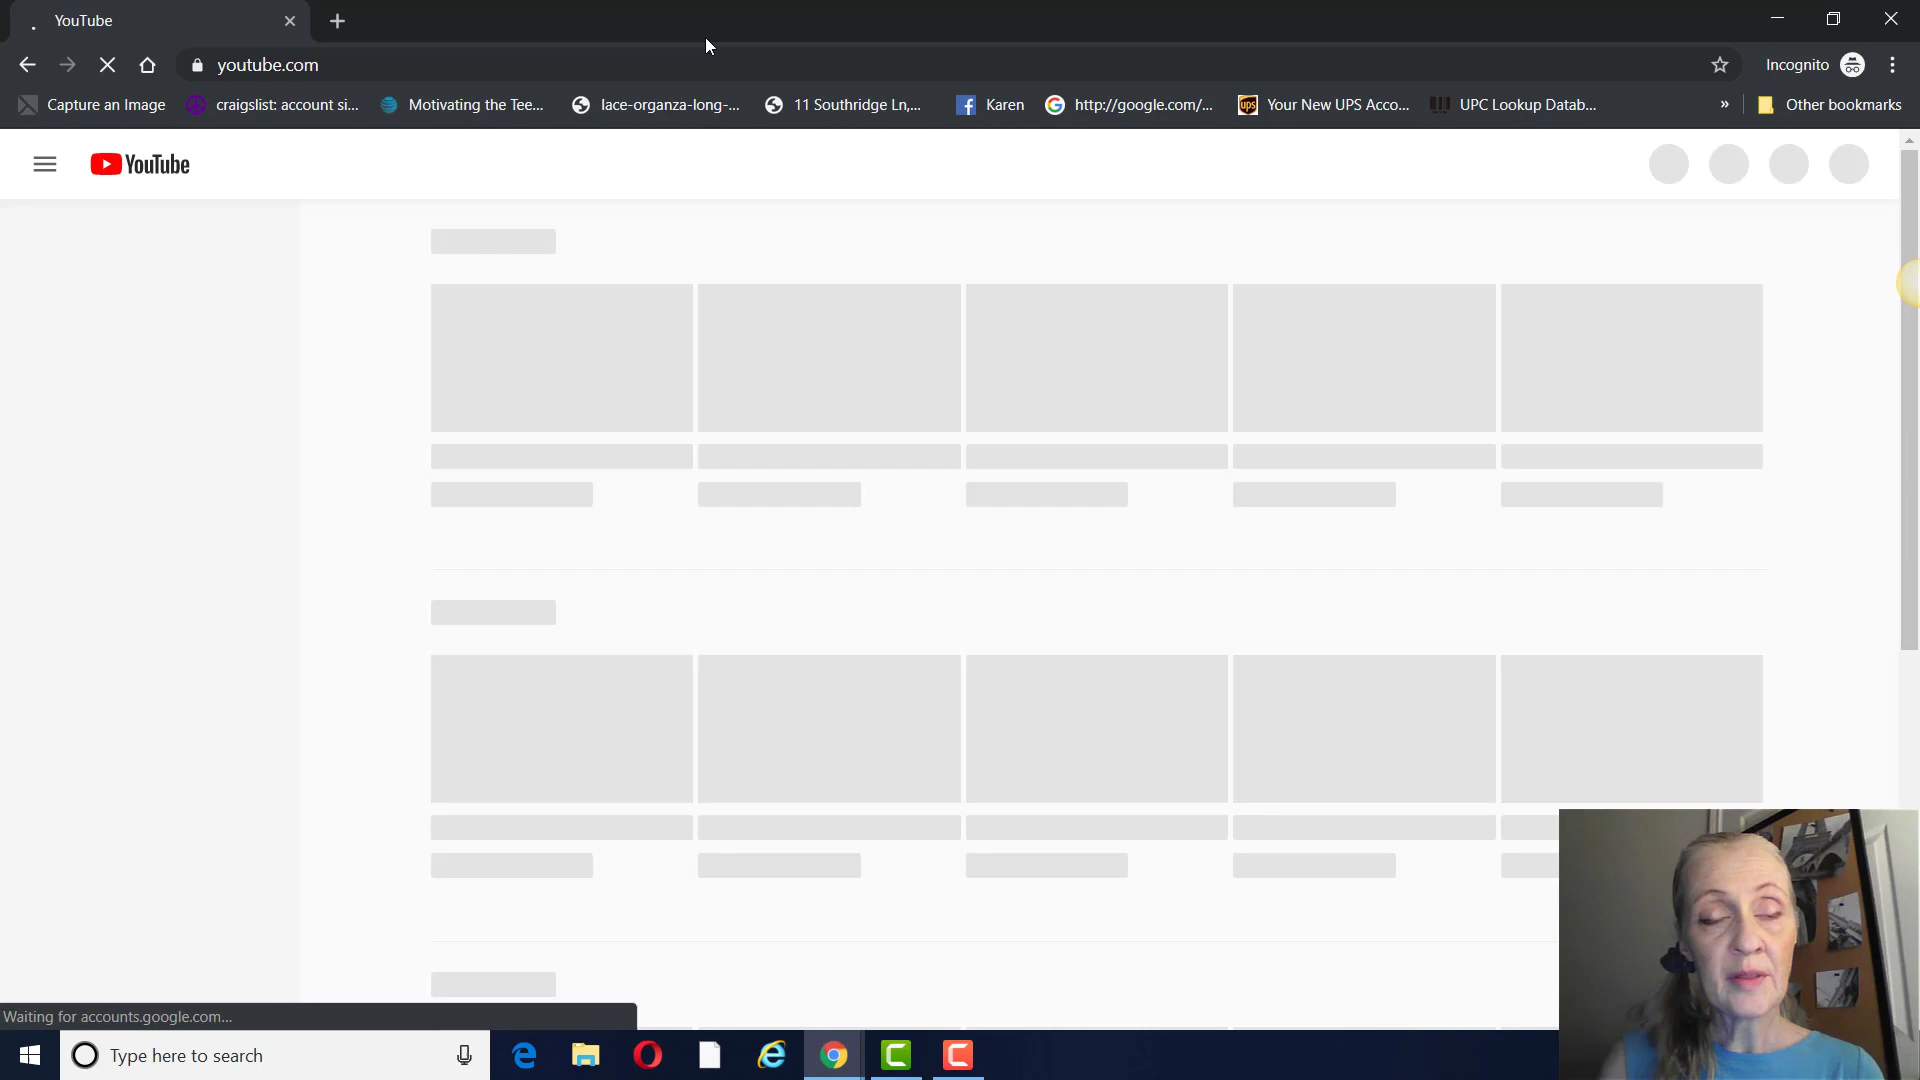 YouTube
youtube.com
Incognito
Capture an Image
craigslist: account si...
Motivating the Tee...
lace-organza-long-...
11 Southridge Ln,...
Karen
http://google.com/...
ups
Your New UPS Acco...
UPC Lookup Datab...
»
Other bookmarks
YouTube
Waiting for accounts.google.com...
Type here to search